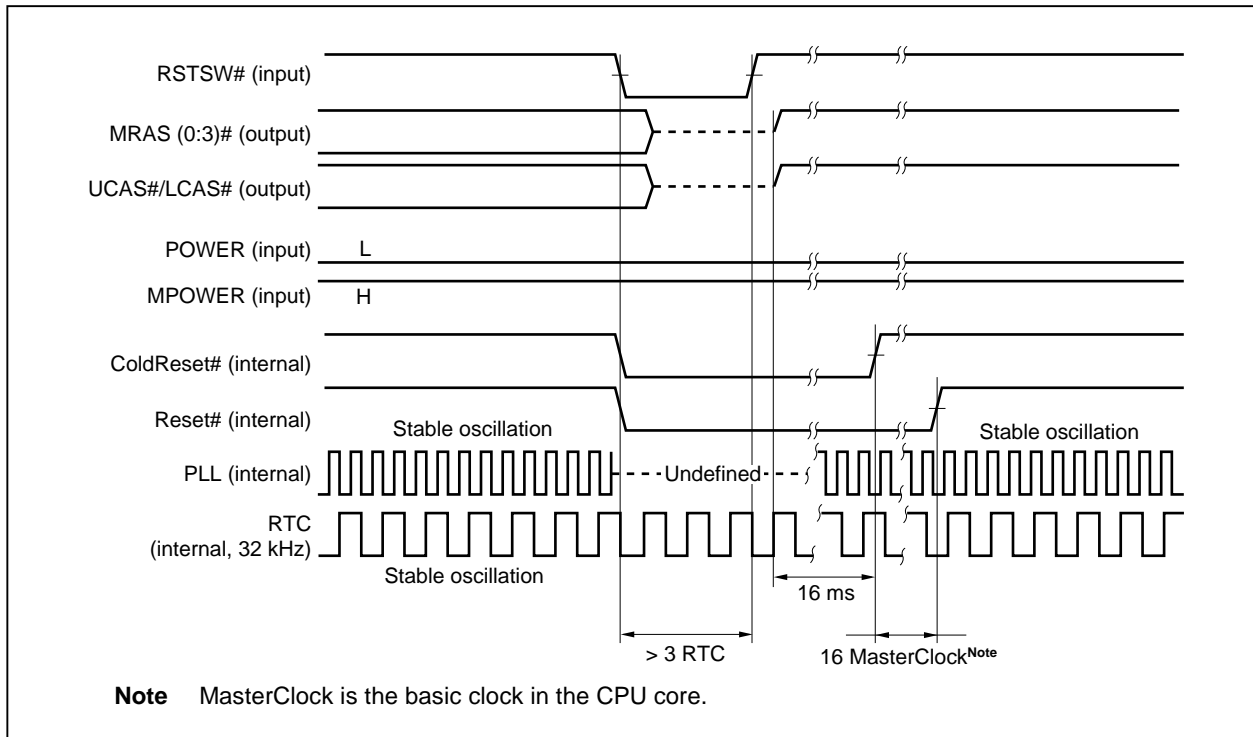 RSTSW# (input)
MRAS (0:3)# (output)
UCAS#/LCAS# (output)
POWER (input)
L
MPOWER (input)
H
ColdReset# (internal)
Reset# (internal)
Stable oscillation
Stable oscillation
PLL (internal)
Undefined
RTC
(internal, 32 kHz)
Stable oscillation
16 ms
> 3 RTC
16 MasterClockNote
Note MasterClock is the basic clock in the CPU core.